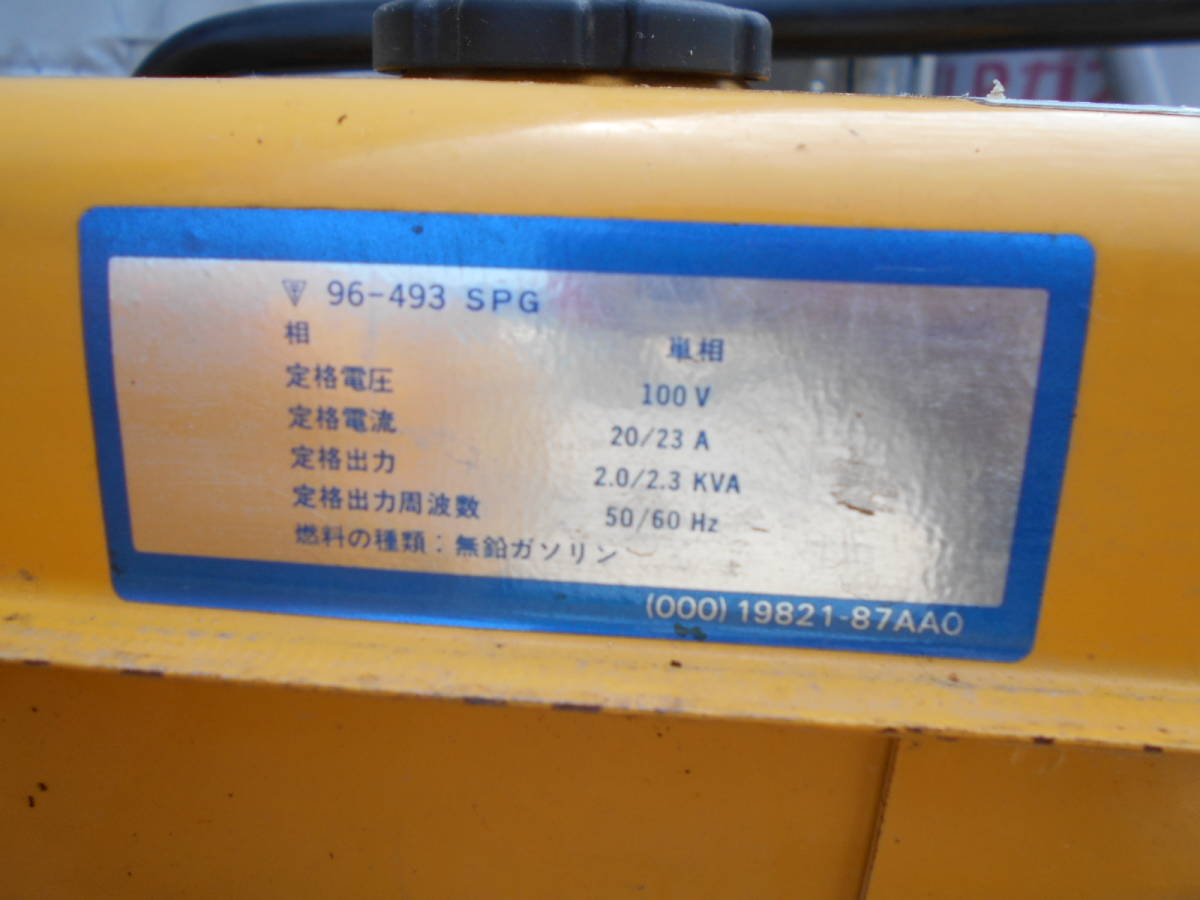 96-493 SPG
相 単相
定格電圧 100 V
定格電流 20/23 A
定格出力 2.0/2.3 KVA
定格出力周波数 50/60 Hz
燃料の種類：無鉛ガソリン
(000) 19821-87AA0